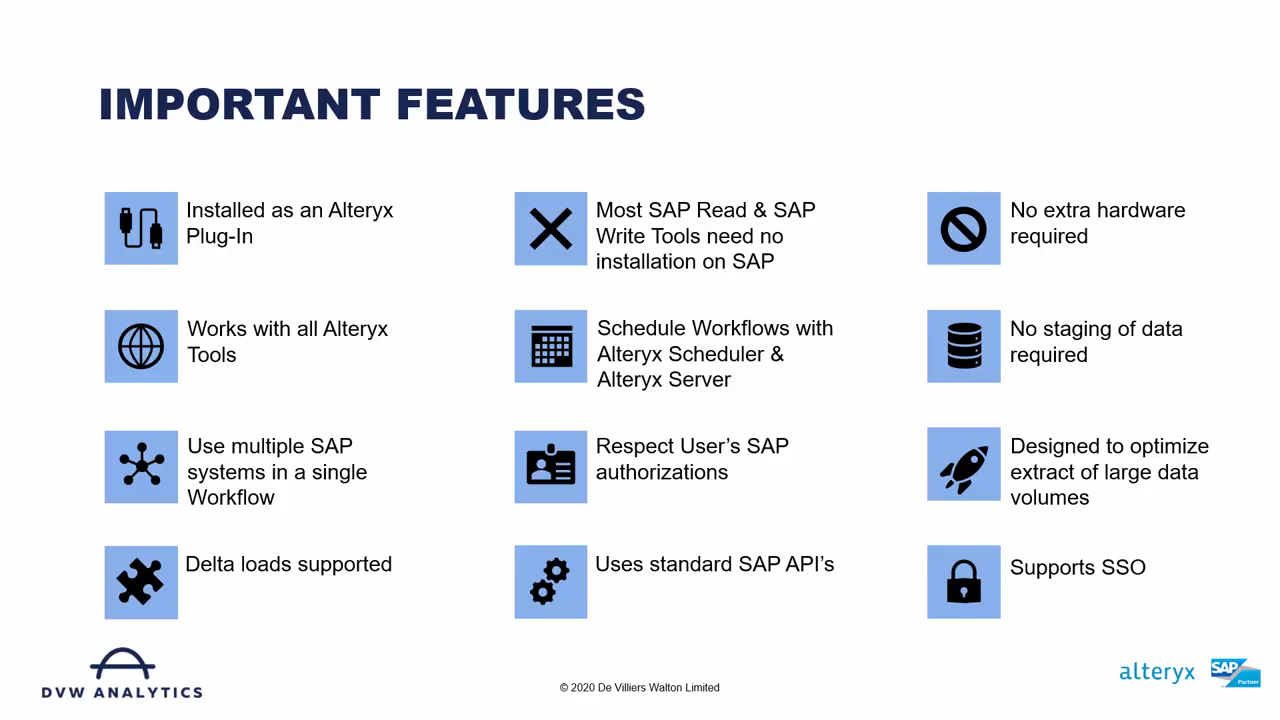 IMPORTANT FEATURES
Installed as an Alteryx
Plug-In
Most SAP Read & SAP
Write Tools need no
installation on SAP
No extra hardware
required
Works with all Alteryx
Tools
Schedule Workflows with
Alteryx Scheduler &
Alteryx Server
No staging of data
required
Use multiple SAP
systems in a single
Workflow
Respect User’s SAP
authorizations
Designed to optimize
extract of large data
volumes
Delta loads supported
Uses standard SAP API’s
Supports SSO
DVW ANALYTICS
© 2020 De Villiers Walton Limited
alteryx
SAP
Partner